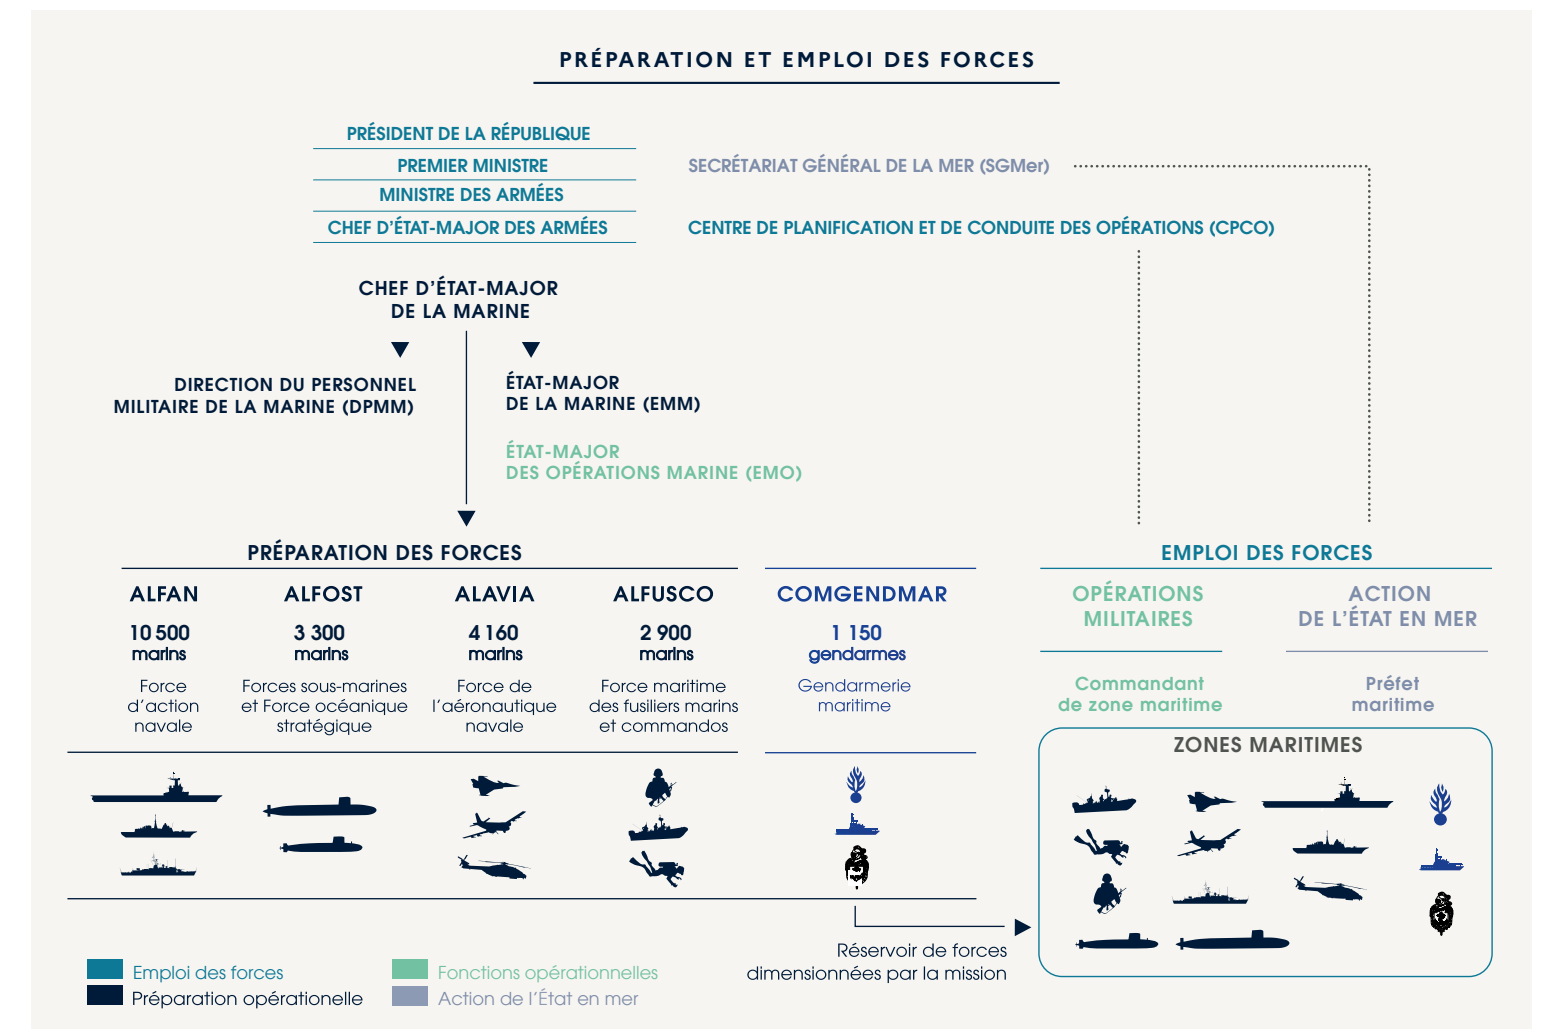 PRÉPARATION ET EMPLOI DES FORCES
PRÉSIDENT DE LA RÉPUBLIQUE
PREMIER MINISTRE
SECRÉTARIAT GÉNÉRAL DE LA MER (SGMer)
MINISTRE DES ARMÉES
CHEF D'ÉTAT-MAJOR DES ARMÉES
CENTRE DE PLANIFICATION ET DE CONDUITE DES OPÉRATIONS (CPCO)
CHEF D'ÉTAT-MAJOR
DE LA MARINE
DIRECTION DU PERSONNEL
MILITAIRE DE LA MARINE (DPMM)
ÉTAT-MAJOR
DE LA MARINE (EMM)
ÉTAT-MAJOR
DES OPÉRATIONS MARINE (EMO)
PRÉPARATION DES FORCES
ALFAN
10 500
marins
Force
d'action
navale
ALFOST
3 300
marins
Forces sous-marines
et Force océanique
stratégique
ALAVIA
4 160
marins
Force de
l'aéronautique
navale
ALFUSCO
2 900
marins
Force maritime
des fusiliers marins
et commandos
COMGENDMAR
1 150
gendarmes
Gendarmerie
maritime
EMPLOI DES FORCES
OPÉRATIONS
MILITAIRES
Commandant
de zone maritime
ACTION
DE L'ÉTAT EN MER
Préfet
maritime
ZONES MARITIMES
Réservoir de forces
dimensionnées par la mission
Emploi des forces
Préparation opérationelle
Fonctions opérationnelles
Action de l'État en mer